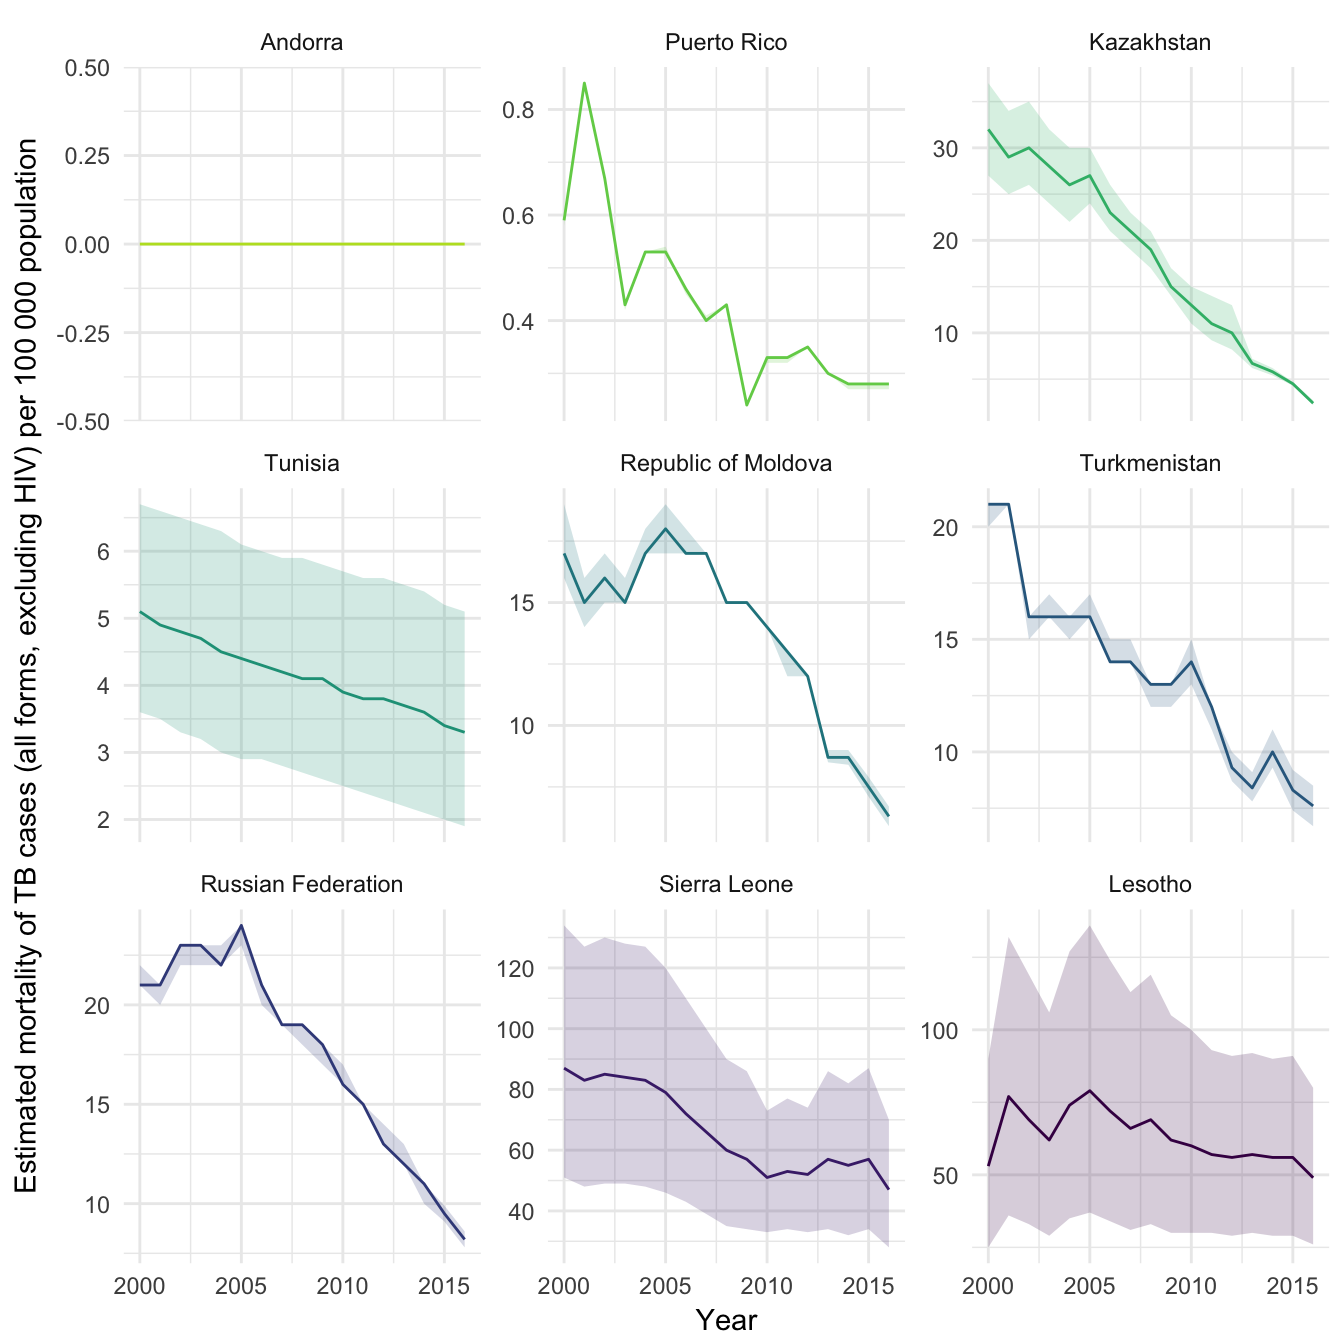 Andorra
Puerto Rico
Kazakhstan
0.50
0.25
0.00
-0.25
-0.50
0.8
0.6
0.4
30
20
10
Tunisia
Republic of Moldova
Turkmenistan
6
5
4
3
2
15
10
20
15
10
Russian Federation
Sierra Leone
Lesotho
20
15
10
120
100
80
60
40
100
50
2000 2005 2010 2015
2000 2005 2010 2015
2000 2005 2010 2015
Year
Estimated mortality of TB cases (all forms, excluding HIV) per 100 000 population